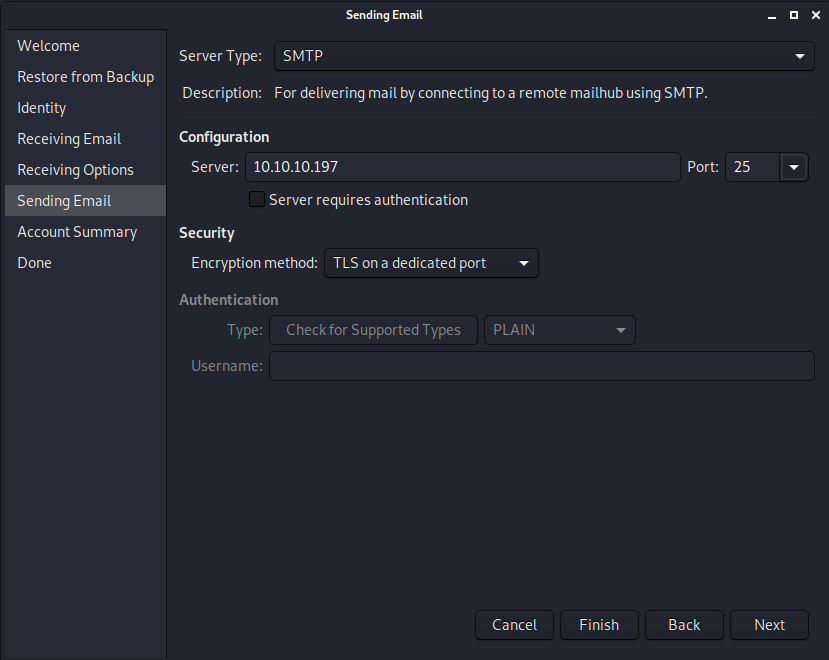 Sending Email
Welcome
Restore from Backup
Identity
Receiving Email
Receiving Options
Sending Email
Account Summary
Done
Server Type: SMTP
Description: For delivering mail by connecting to a remote mailhub using SMTP.
Configuration
Server: 10.10.10.197 Port: 25
Server requires authentication
Security
Encryption method: TLS on a dedicated port
Authentication
Type: Check for Supported Types PLAIN
Username:
Cancel Finish Back Next